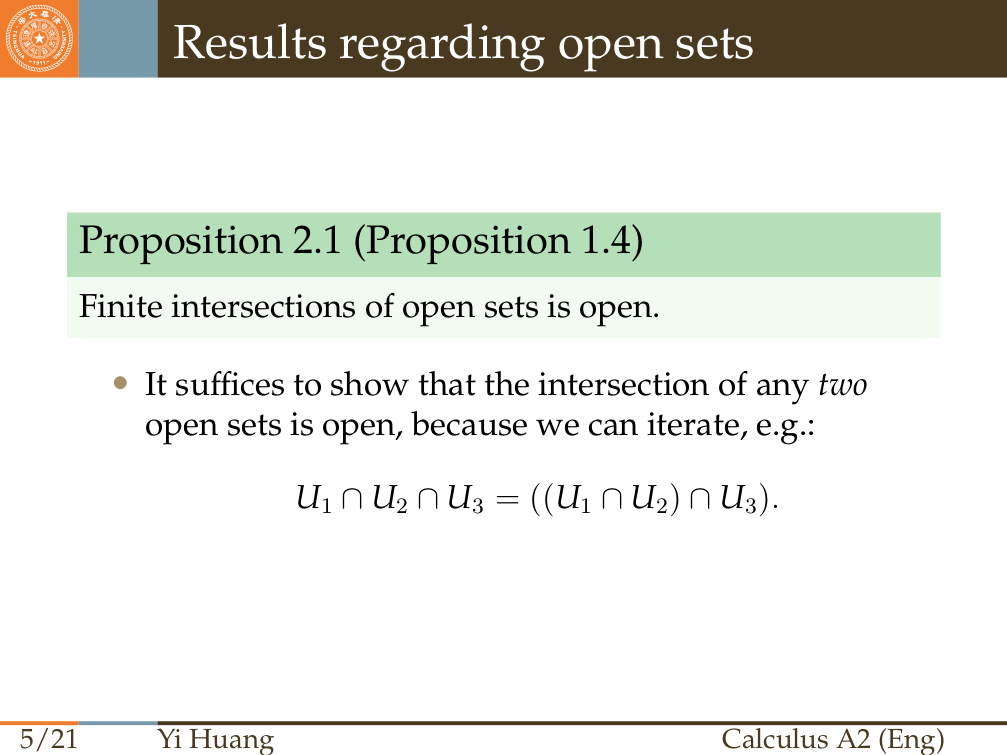 Results regarding open sets
Proposition 2.1 (Proposition 1.4)
Finite intersections of open sets is open.
• It suffices to show that the intersection of any two
open sets is open, because we can iterate, e.g.:
U₁ ∩ U₂ ∩ U₃ = ((U₁ ∩ U₂) ∩ U₃).
5/21 Yi Huang Calculus A2 (Eng)